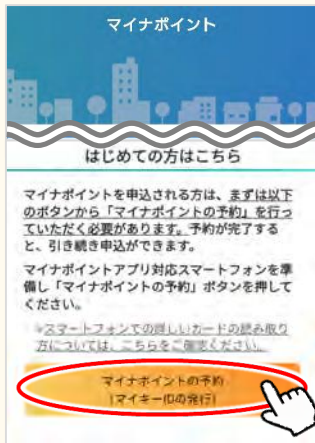 マイナポイント
はじめての方はこちら
マイナポイントを申込される方は、まずは以下
のボタンから「マイナポイントの予約」を行っ
ていただく必要があります。予約が完了する
と、引き続き申込ができます。
マイナポイントアプリ対応スマートフォンを準
備し「マイナポイントの予約」ボタンを押して
ください。
»スマートフォンでの詳しいカードの読み取り
方については、こちらをご確認ください。
マイナポイントの予約
(マイキーIDの発行)